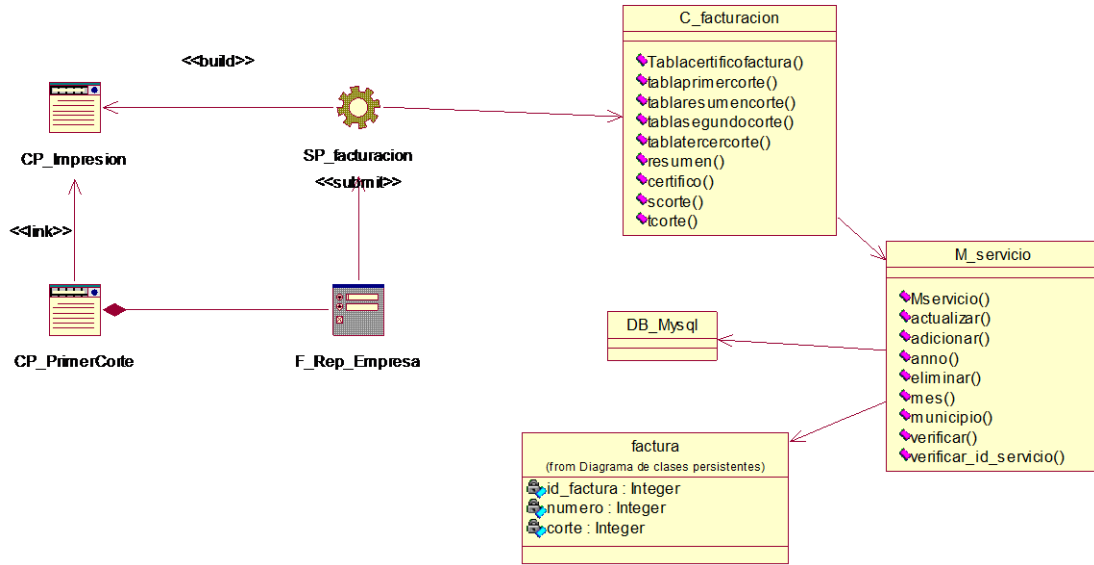 C_facturacion
Tablacertificofactura()
tablaprimercorte()
tablaresumencorte()
tablasegundocorte()
tablatercercorte()
resumen()
certifico()
scorte()
tcorte()
<<build>>
CP_Impresion
SP_facturacion
<<submit>>
<<link>>
CP_PrimerCorte
F_Rep_Empresa
M_servicio
Mservicio()
actualizar()
adicionar()
anno()
eliminar()
mes()
municipio()
verificar()
verificar_id_servicio()
DB_Mysql
factura
(from Diagrama de clases persistentes)
id_factura : Integer
numero : Integer
corte : Integer